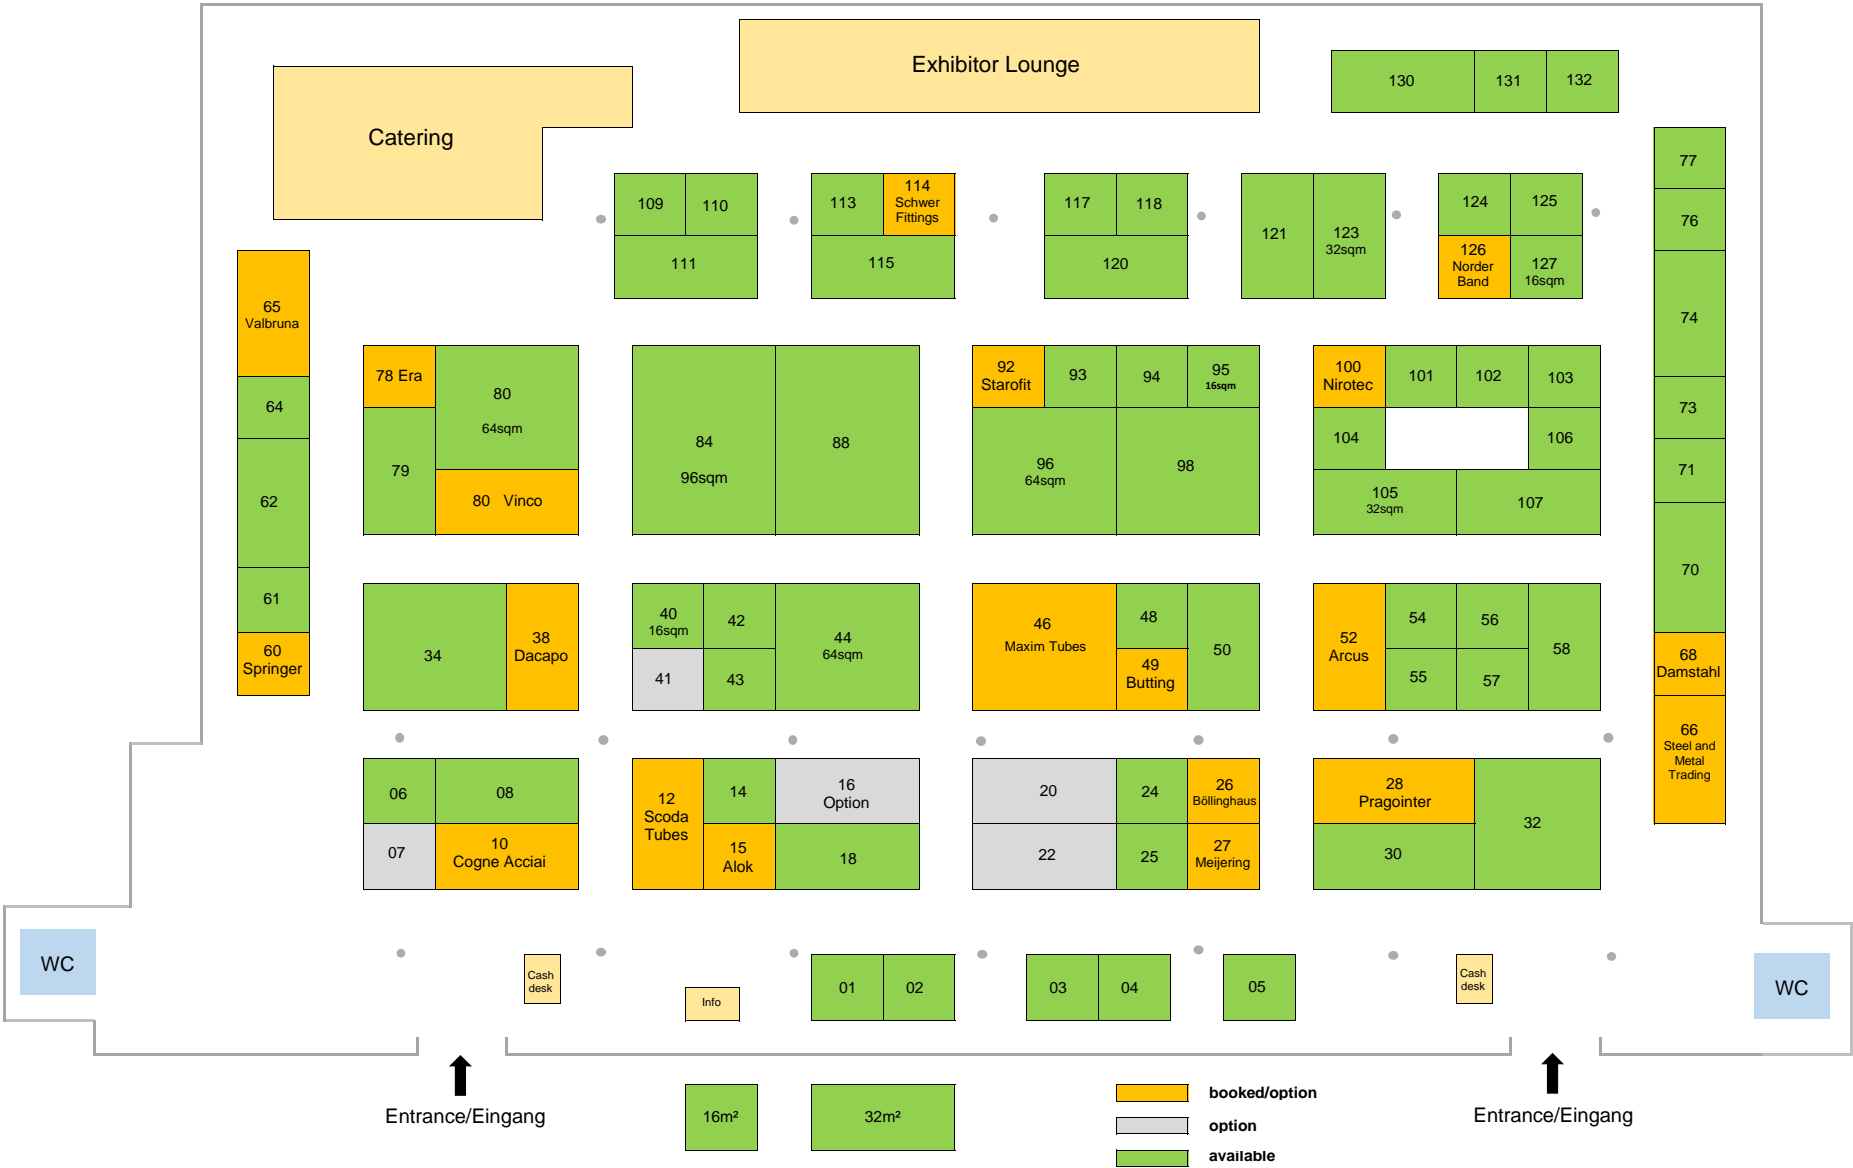 Exhibitor Lounge
Catering
130
131
132
77
76
74
73
71
70
68
Damstahl
66
Steel and
Metal
Trading
109
110
111
113
114
Schwer
Fittings
115
117
118
120
121
123
32sqm
124
125
126
Norder
Band
127
16sqm
65
Valbruna
64
62
61
60
Springer
78 Era
80
64sqm
79
80 Vinco
84
96sqm
88
92
Starofit
93
94
95
16sqm
96
64sqm
98
100
Nirotec
101
102
103
104
106
105
32sqm
107
34
38
Dacapo
40
16sqm
42
41
43
44
64sqm
46
Maxim Tubes
48
49
Butting
50
52
Arcus
54
56
55
57
58
06
08
07
10
Cogne Acciai
12
Scoda
Tubes
14
15
Alok
16
Option
18
20
22
24
25
26
Böllinghaus
27
Meijering
28
Pragointer
30
32
WC
Cash
desk
Info
01
02
03
04
05
Cash
desk
WC
Entrance/Eingang
Entrance/Eingang
16m²
32m²
booked/option
option
available